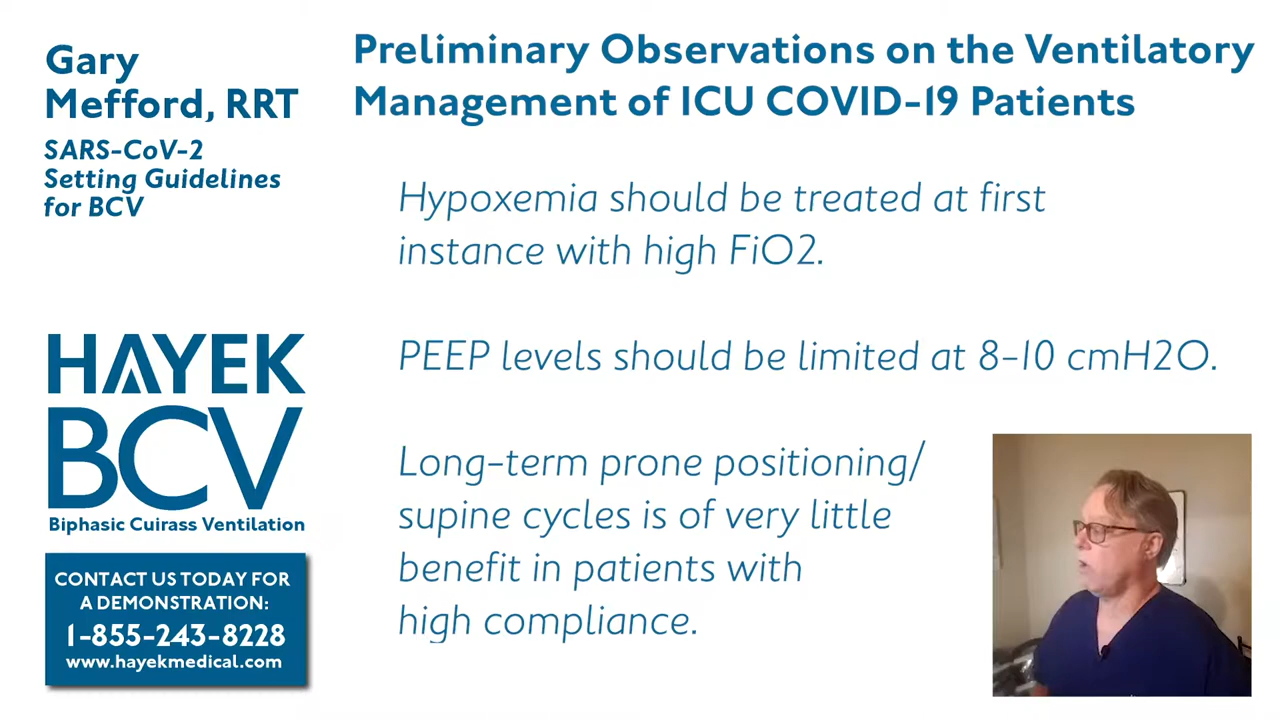 Gary
Mefford, RRT
SARS-CoV-2
Setting Guidelines
for BCV
HAYEK
BCV
Biphasic Cuirass Ventilation
CONTACT US TODAY FOR
A DEMONSTRATION:
1-855-243-8228
www.hayekmedical.com
Preliminary Observations on the Ventilatory
Management of ICU COVID-19 Patients
Hypoxemia should be treated at first
instance with high FiO2.
PEEP levels should be limited at 8-10 cmH2O.
Long-term prone positioning/
supine cycles is of very little
benefit in patients with
high compliance.